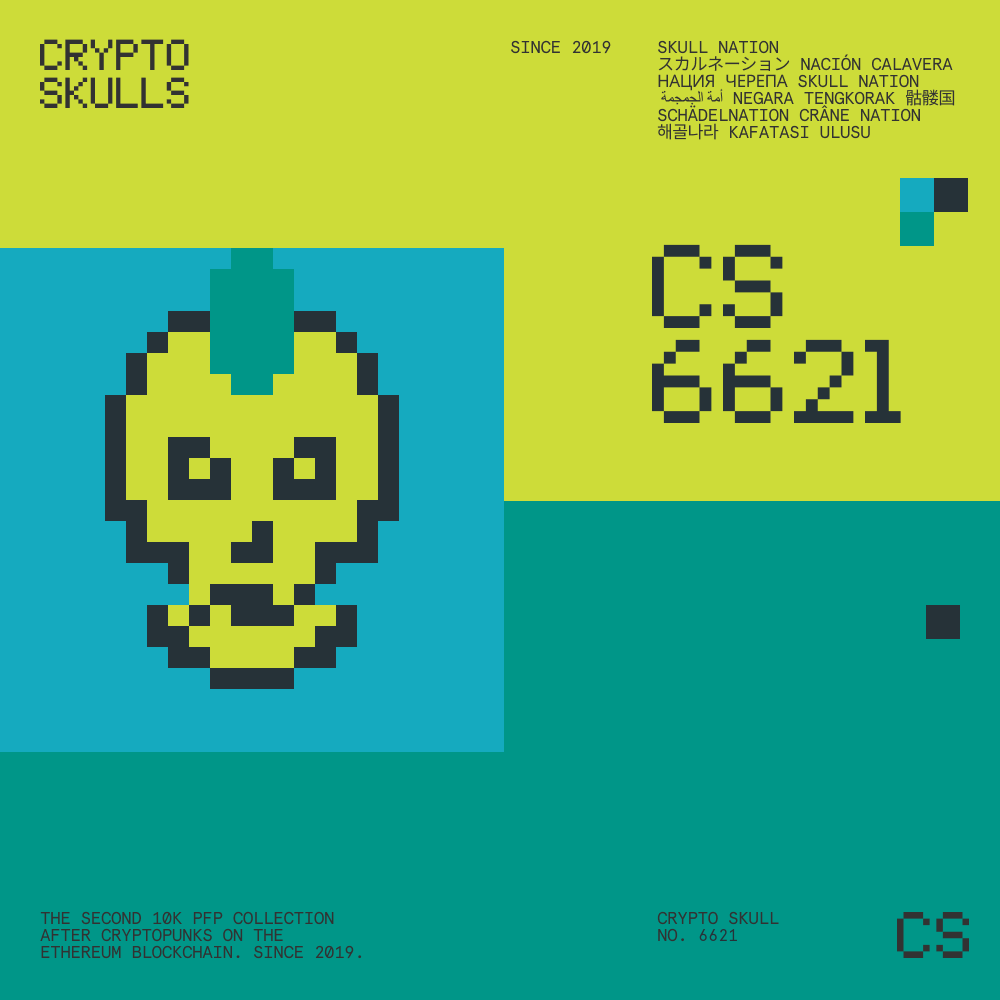 CRYPTO
SKULLS
SINCE 2019
SKULL NATION
スカルネーション NACIÓN CALAVERA
НАЦИЯ ЧЕРЕПА SKULL NATION
أمة الجمجمة NEGARA TENGKORAK 骷髅国
SCHÄDELNATION CRÂNE NATION
해골나라 KAFATASI ULUSU
CS
6621
THE SECOND 10K PFP COLLECTION
AFTER CRYPTOPUNKS ON THE
ETHEREUM BLOCKCHAIN. SINCE 2019.
CRYPTO SKULL
NO. 6621
CS